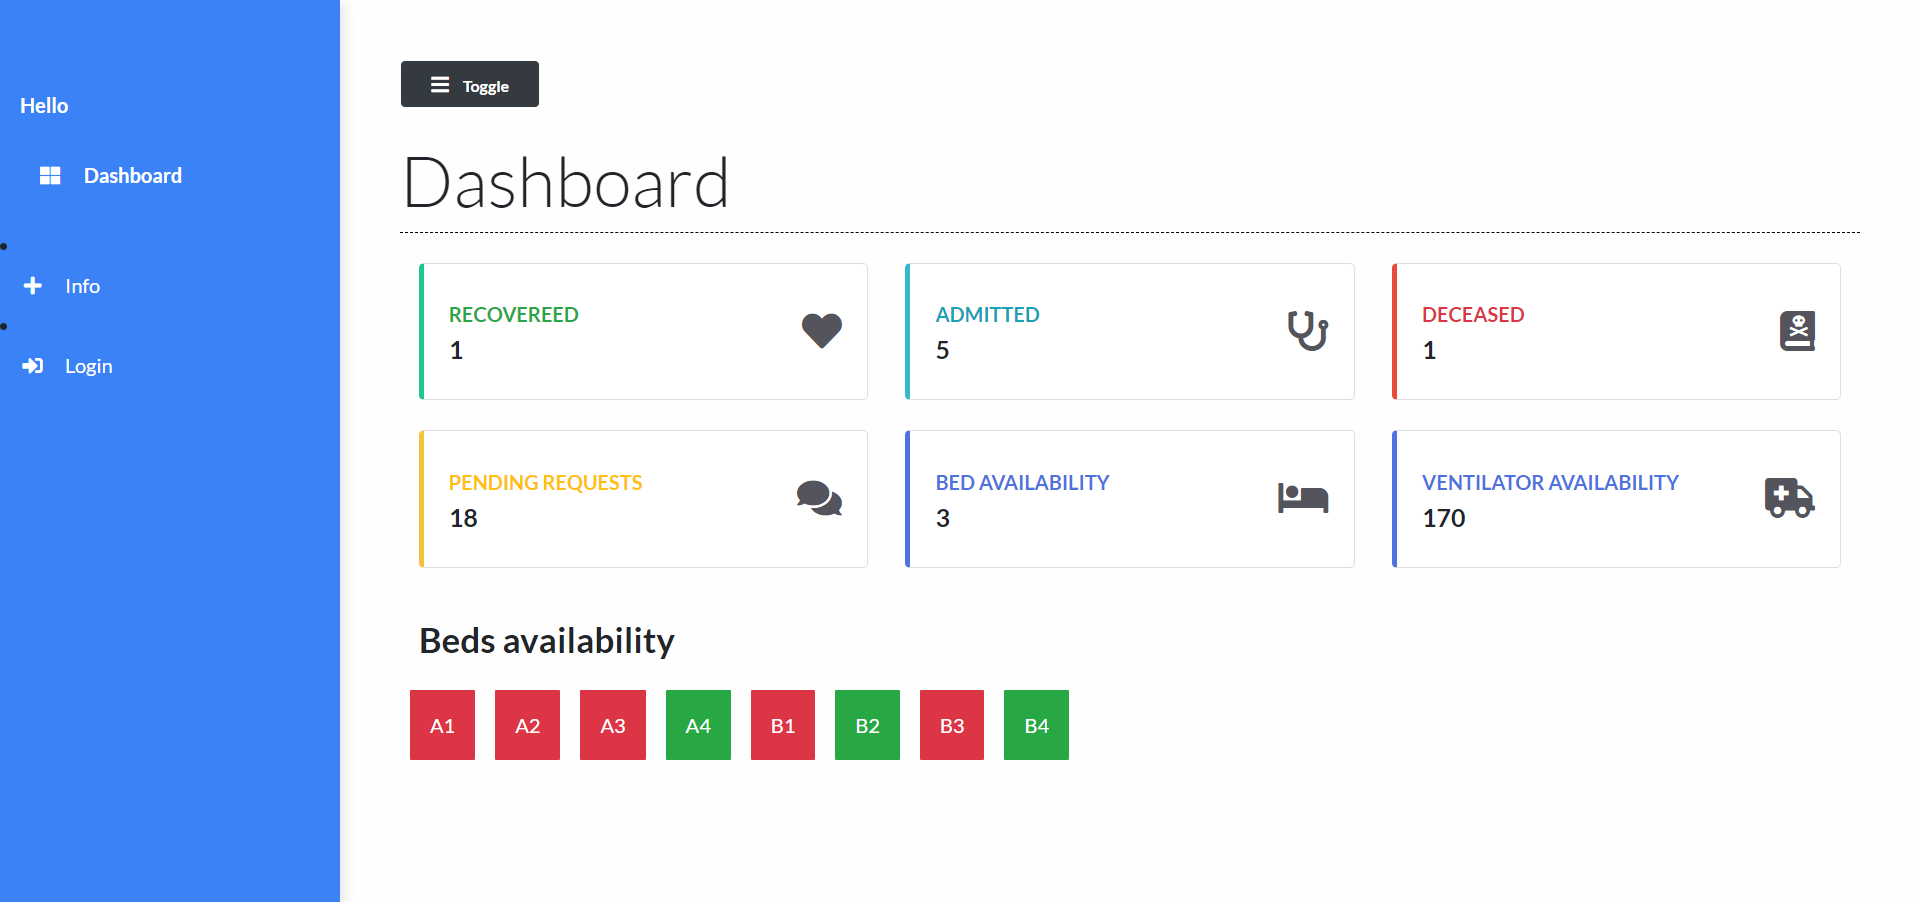 Hello
Dashboard
Info
Login
Toggle
Dashboard
RECOVEREED
1
ADMITTED
5
DECEASED
1
PENDING REQUESTS
18
BED AVAILABILITY
3
VENTILATOR AVAILABILITY
170
Beds availability
A1 A2 A3 A4 B1 B2 B3 B4